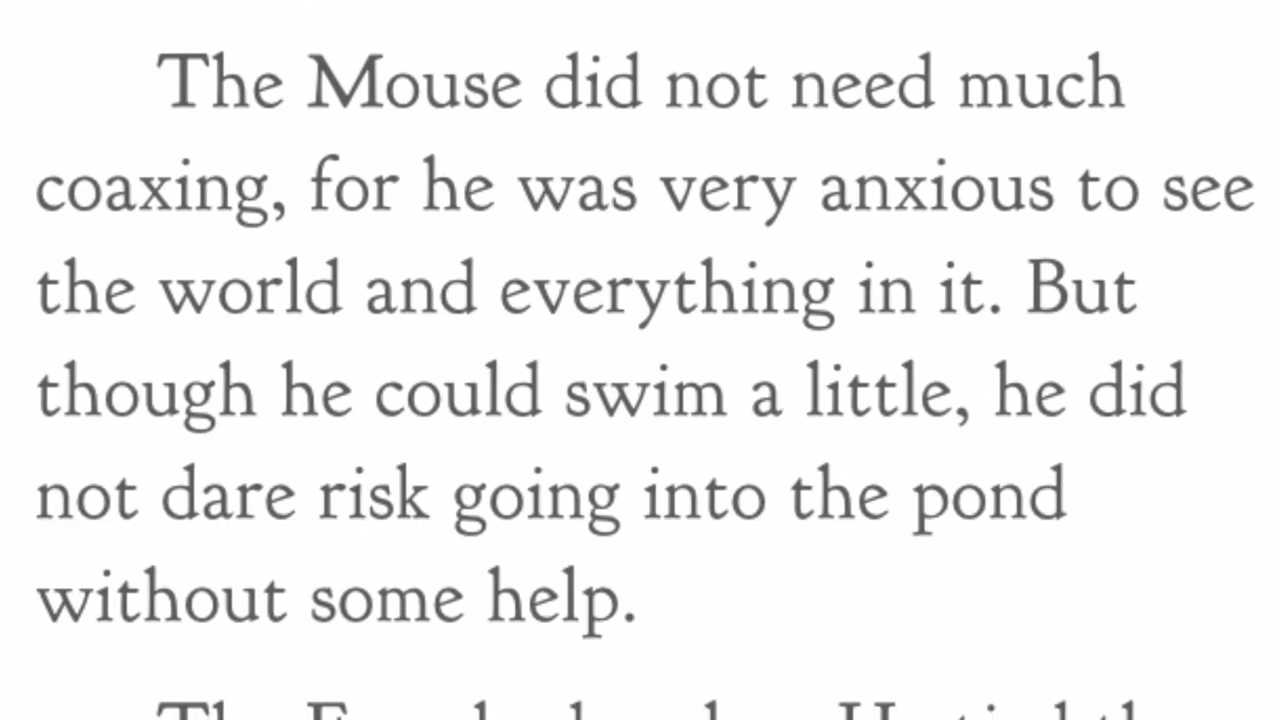 The Mouse did not need much
coaxing, for he was very anxious to see
the world and everything in it. But
though he could swim a little, he did
not dare risk going into the pond
without some help.